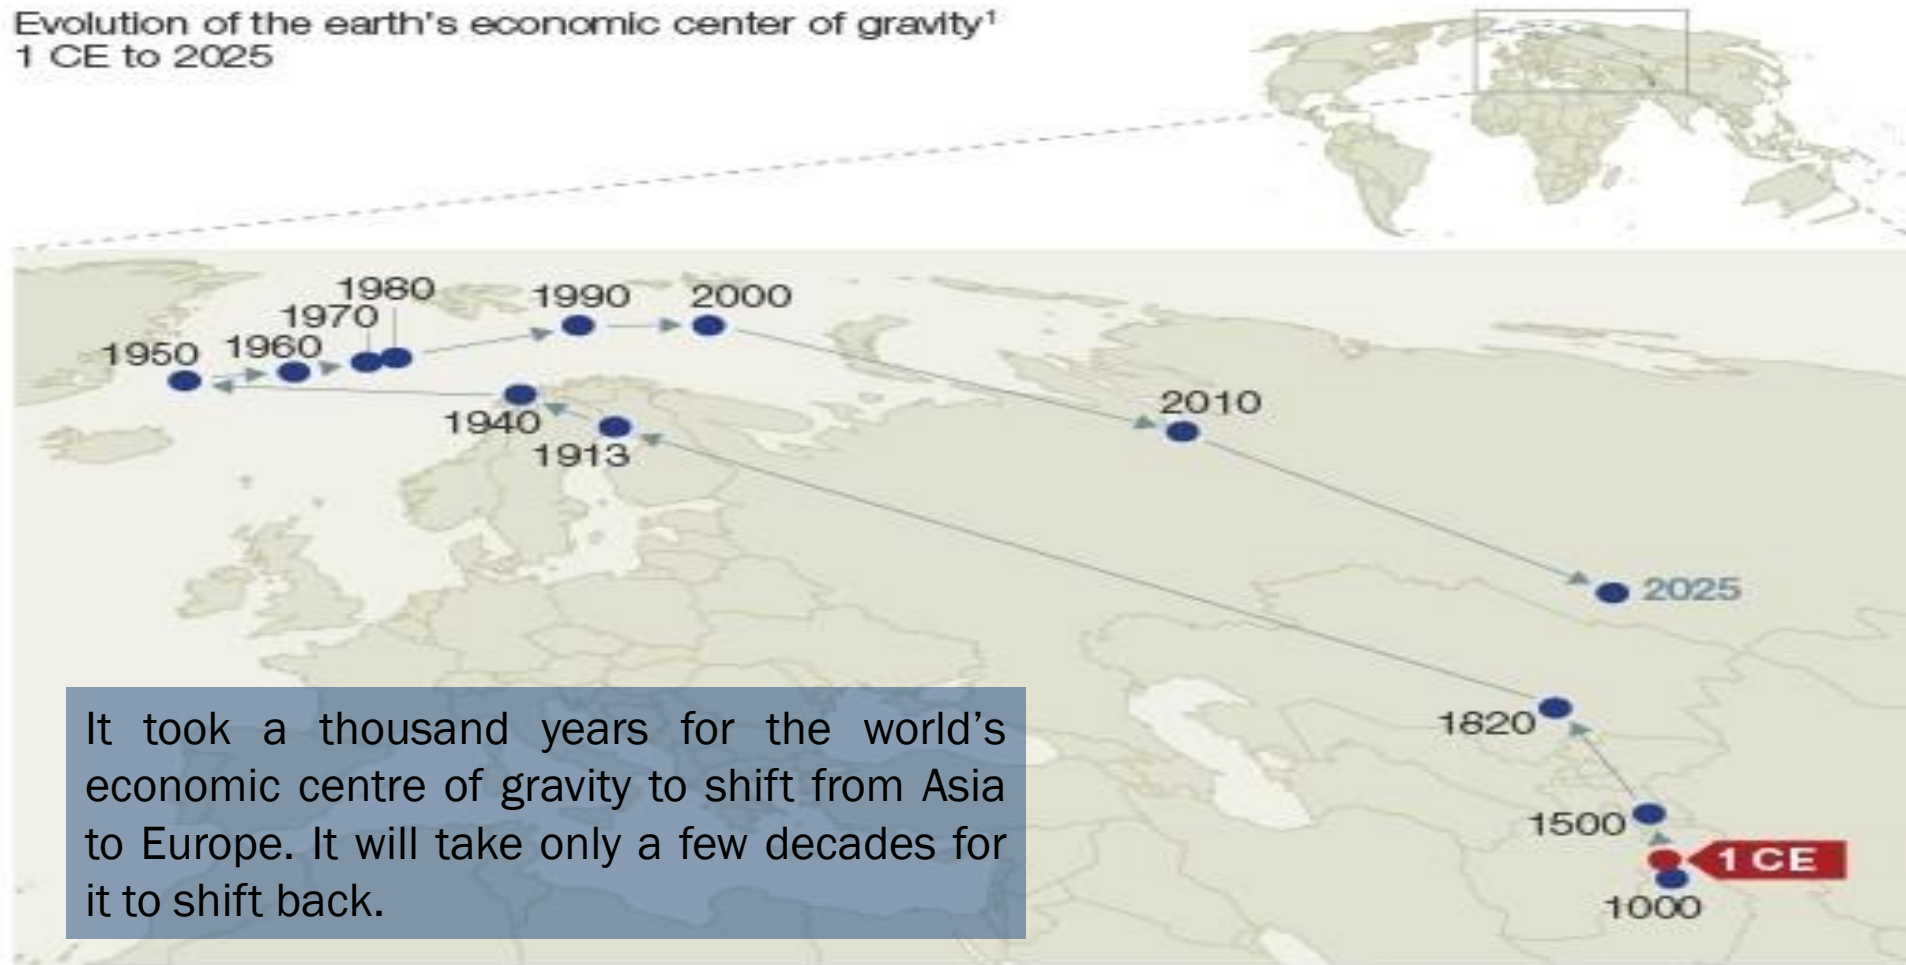 Evolution of the earth's economic center of gravity¹
1 CE to 2025
1980
1990
2000
1970
1950
1960
2010
1940
1913
2025
It took a thousand years for the world’s
economic centre of gravity to shift from Asia
to Europe. It will take only a few decades for
it to shift back.
1820
1500
1 CE
1000